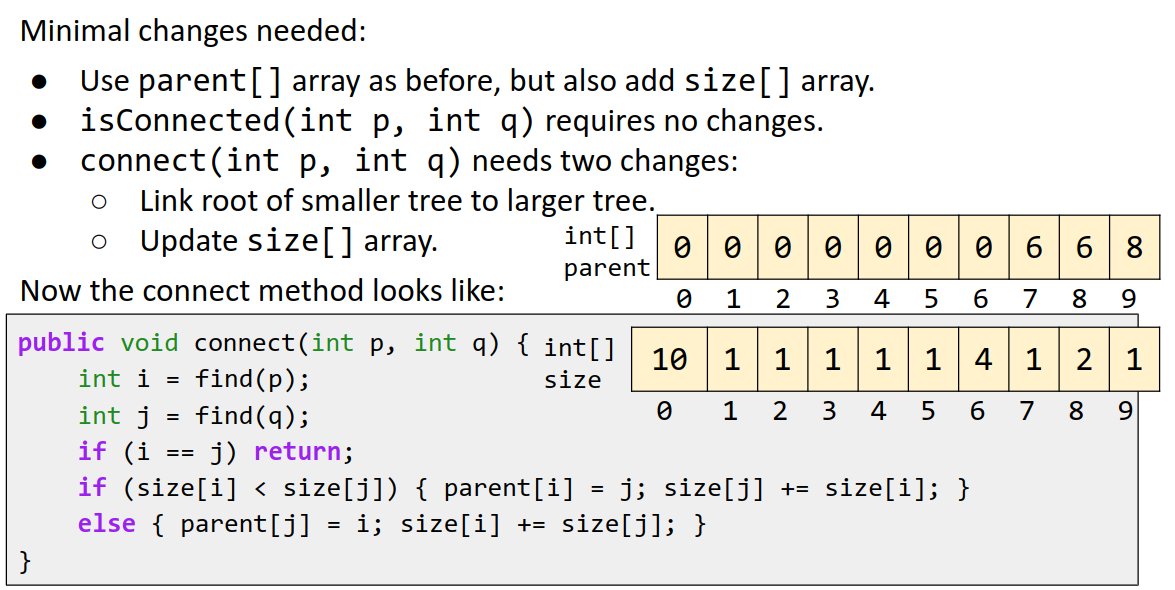 Minimal changes needed:
● Use parent[] array as before, but also add size[] array.
● isConnected(int p, int q) requires no changes.
● connect(int p, int q) needs two changes:
○ Link root of smaller tree to larger tree.
○ Update size[] array.
int[] parent
0 0 0 0 0 0 0 6 6 8
0 1 2 3 4 5 6 7 8 9
Now the connect method looks like:
int[] size
10 1 1 1 1 1 4 1 2 1
0 1 2 3 4 5 6 7 8 9
public void connect(int p, int q) {
    int i = find(p);
    int j = find(q);
    if (i == j) return;
    if (size[i] < size[j]) { parent[i] = j; size[j] += size[i]; }
    else { parent[j] = i; size[i] += size[j]; }
}